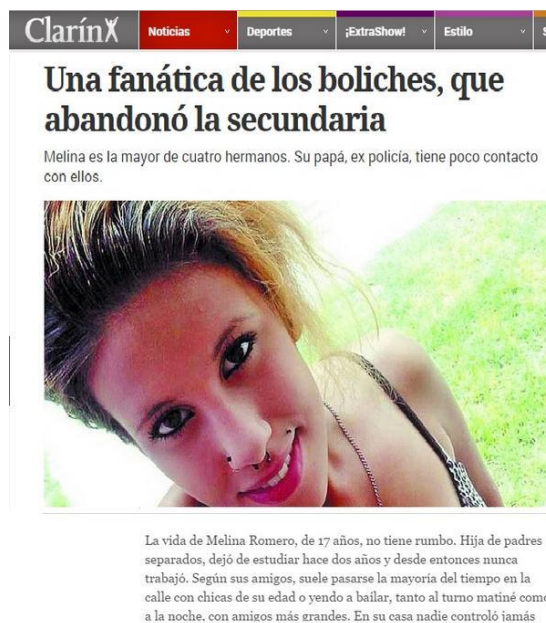 Clarín
Noticias
Deportes
¡ExtraShow!
Estilo
Una fanática de los boliches, que
abandonó la secundaria
Melina es la mayor de cuatro hermanos. Su papá, ex policía, tiene poco contacto
con ellos.
La vida de Melina Romero, de 17 años, no tiene rumbo. Hija de padres
separados, dejó de estudiar hace dos años y desde entonces nunca
trabajó. Según sus amigos, suele pasarse la mayoría del tiempo en la
calle con chicas de su edad o yendo a bailar, tanto al turno matiné como
a la noche, con amigos más grandes. En su casa nadie controló jamás